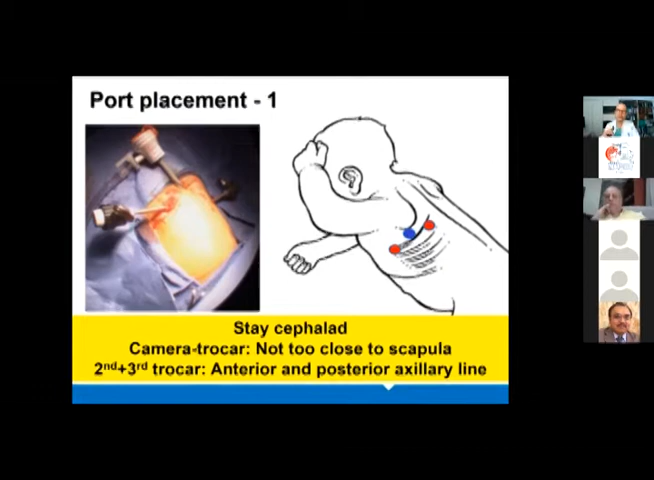 Port placement - 1
Stay cephalad
Camera-trocar: Not too close to scapula
2nd+3rd trocar: Anterior and posterior axillary line